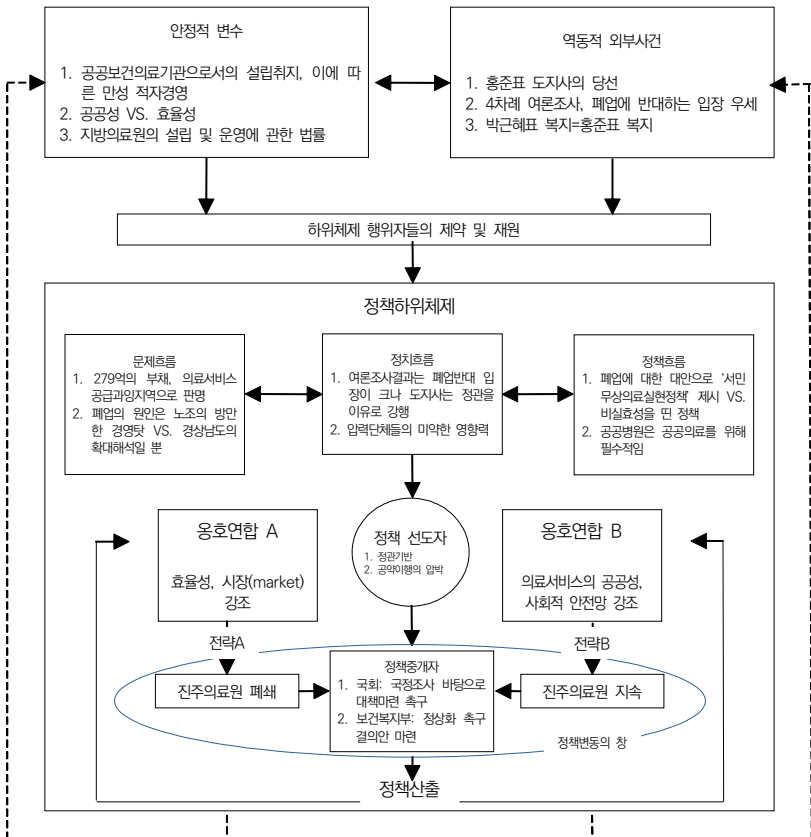 안정적 변수
1. 공공보건의료기관으로서의 설립취지, 이에 따
른 만성 적자경영
2. 공공성 VS. 효율성
3. 지방의료원의 설립 및 운영에 관한 법률
역동적 외부사건
1. 홍준표 도지사의 당선
2. 4차례 여론조사, 폐업에 반대하는 입장 우세
3. 박근혜표 복지=홍준표 복지
하위체제 행위자들의 제약 및 재원
정책하위체제
문제흐름
1. 279억의 부채, 의료서비스
공급과잉지역으로 판명
2. 폐업의 원인은 노조의 방만
한 경영탓 VS. 경상남도의
확대해석일 뿐
정치흐름
1. 여론조사결과는 폐업반대 입
장이 크나 도지사는 정관을
이유로 강행
2. 압력단체들의 미약한 영향력
정책흐름
1. 폐업에 대한 대안으로 '서민
무상의료실현정책' 제시 VS.
비실효성을 띤 정책
2. 공공병원은 공공의료를 위해
필수적임
옹호연합 A
효율성, 시장(market)
강조
정책 선도자
1. 정관기반
2. 공약이행의 압박
옹호연합 B
의료서비스의 공공성,
사회적 안전망 강조
전략A
전략B
진주의료원 폐쇄
정책중개자
1. 국회: 국정조사 바탕으로
대책마련 촉구
2. 보건복지부: 정상화 촉구
결의안 마련
진주의료원 지속
정책변동의 창
정책산출